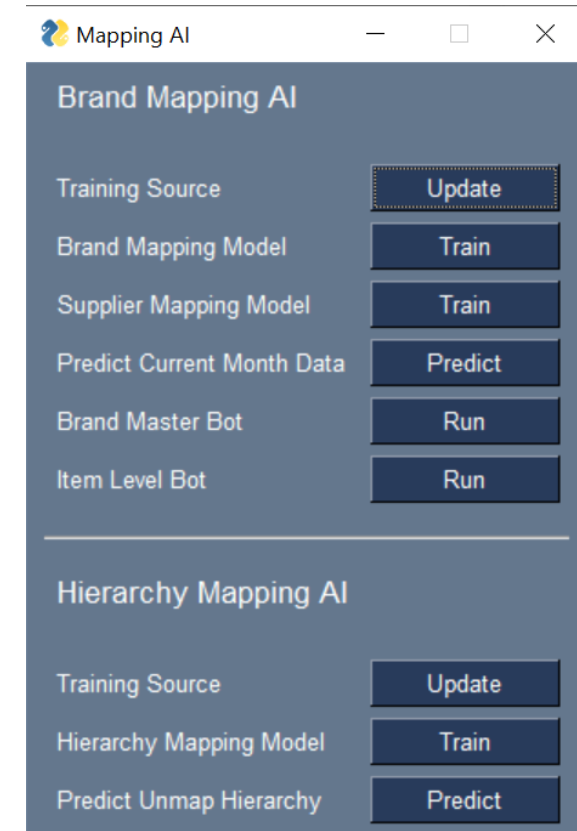 Mapping AI
Brand Mapping AI
Training Source Update
Brand Mapping Model Train
Supplier Mapping Model Train
Predict Current Month Data Predict
Brand Master Bot Run
Item Level Bot Run
Hierarchy Mapping AI
Training Source Update
Hierarchy Mapping Model Train
Predict Unmap Hierarchy Predict